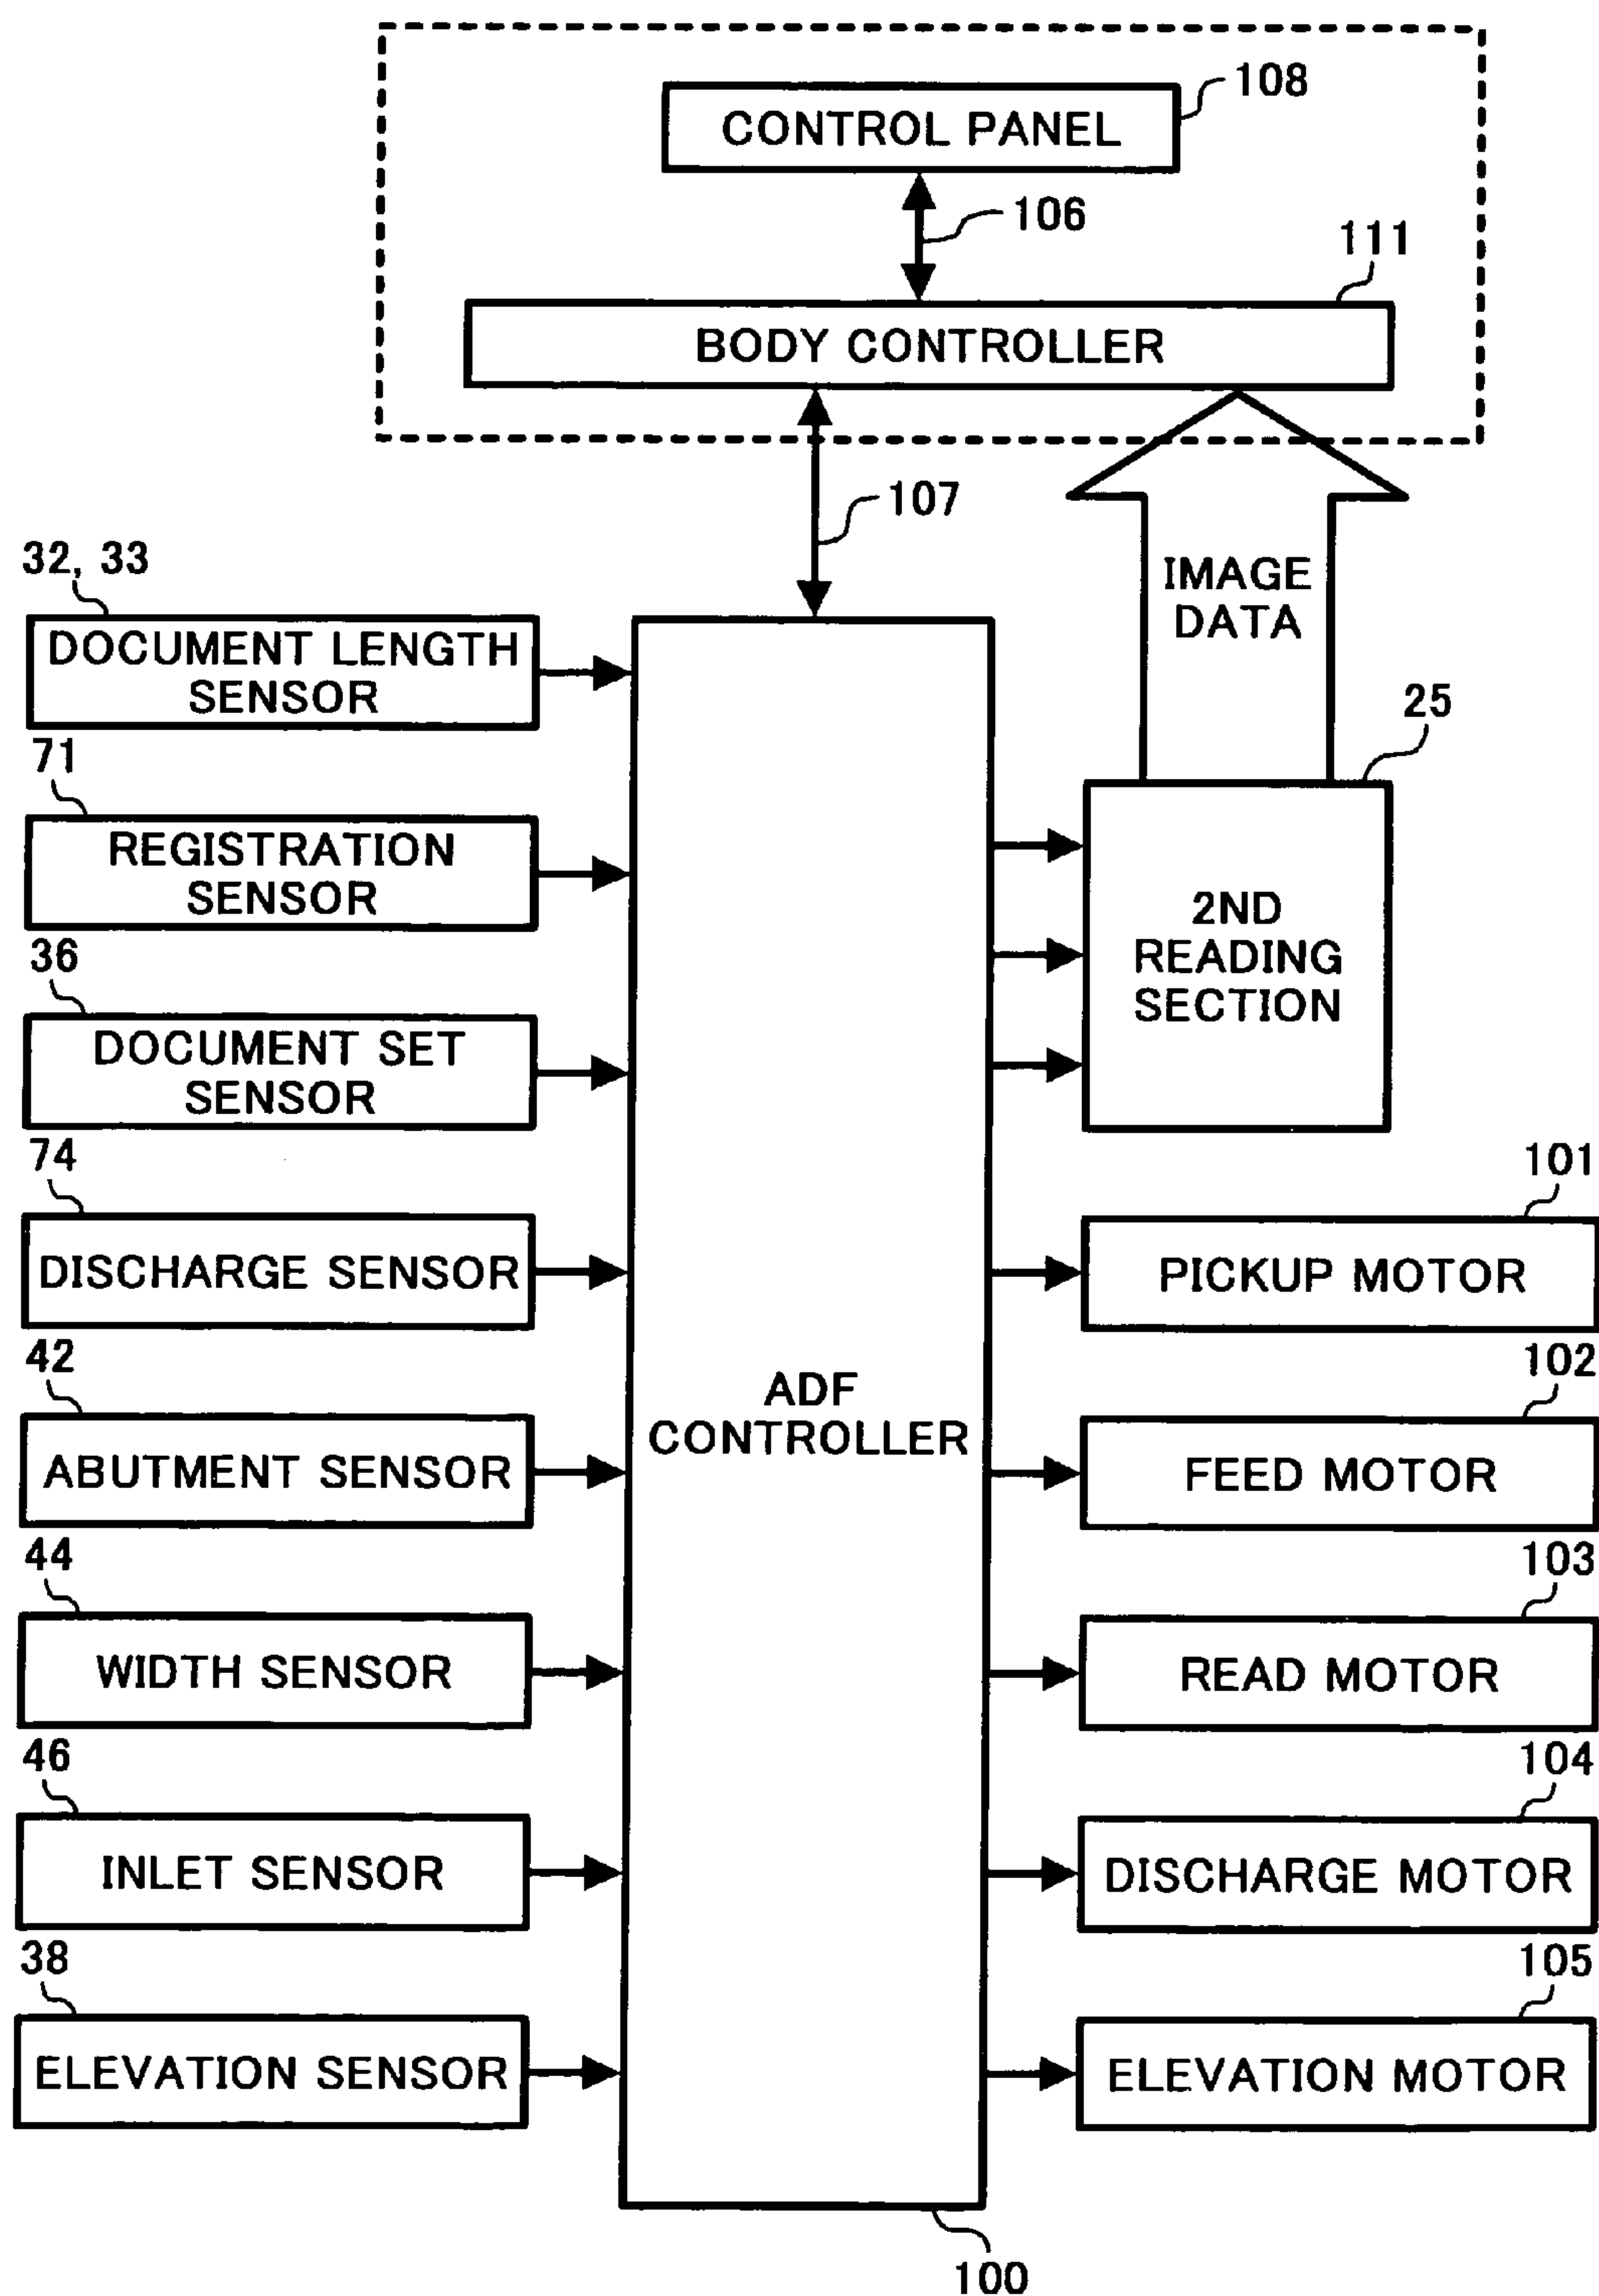 108
CONTROL PANEL
106
111
BODY CONTROLLER
107
32, 33
DOCUMENT LENGTH
SENSOR
IMAGE
DATA
25
71
REGISTRATION
SENSOR
2ND
READING
SECTION
36
DOCUMENT SET
SENSOR
74
DISCHARGE SENSOR
101
PICKUP MOTOR
42
ABUTMENT SENSOR
ADF
CONTROLLER
102
FEED MOTOR
44
WIDTH SENSOR
103
READ MOTOR
46
INLET SENSOR
104
DISCHARGE MOTOR
38
ELEVATION SENSOR
105
ELEVATION MOTOR
100